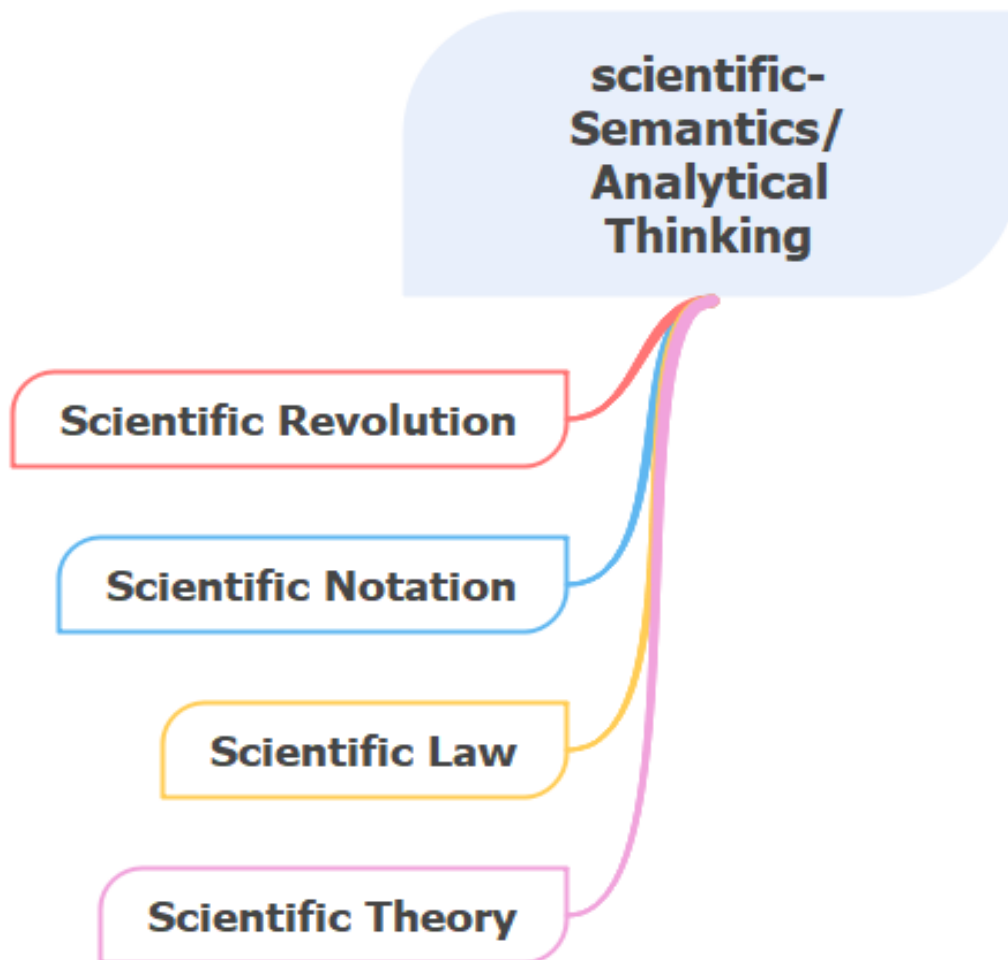 scientific-
Semantics/
Analytical
Thinking
Scientific Revolution
Scientific Notation
Scientific Law
Scientific Theory